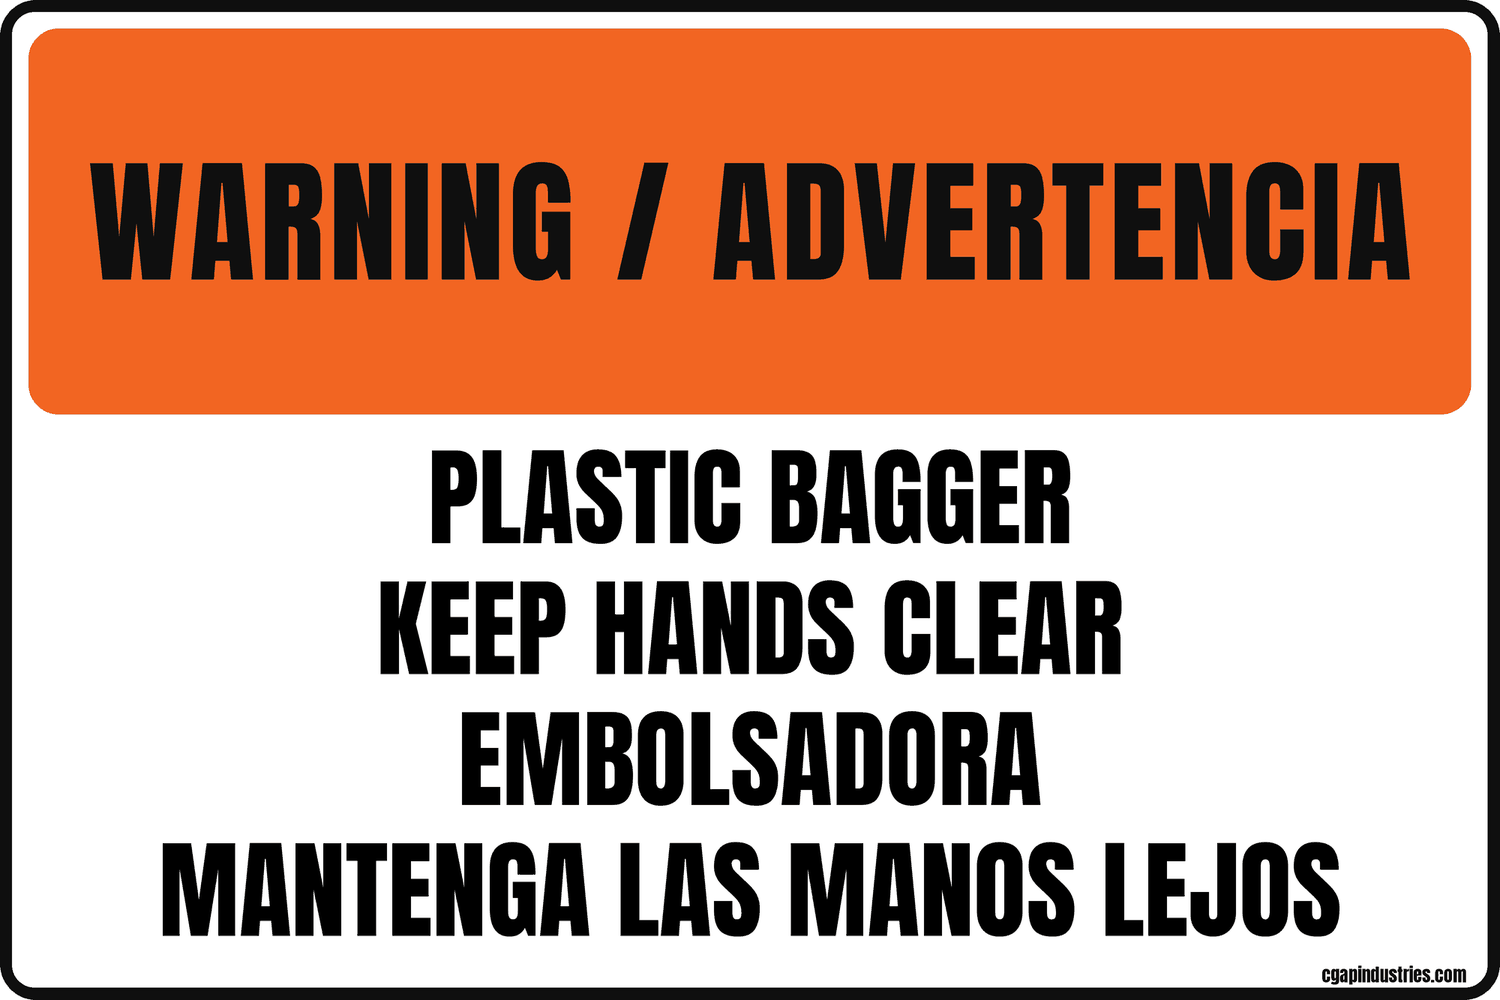 WARNING / ADVERTENCIA
PLASTIC BAGGER
KEEP HANDS CLEAR
EMBOLSADORA
MANTENGA LAS MANOS LEJOS
cgapindustries.com